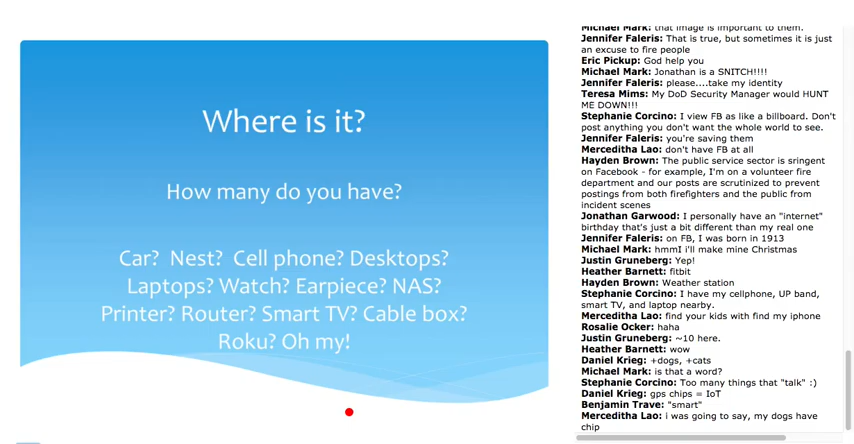 Where is it?
How many do you have?
Car? Nest? Cell phone? Desktops?
Laptops? Watch? Earpiece? NAS?
Printer? Router? Smart TV? Cable box?
Roku? Oh my!
Michael Mark: that image is important to them.
Jennifer Faleris: That is true, but sometimes it is just
an excuse to fire people
Eric Pickup: God help you
Michael Mark: Jonathan is a SNITCH!!!!
Jennifer Faleris: please....take my identity
Teresa Mims: My DoD Security Manager would HUNT
ME DOWN!!!
Stephanie Corcino: I view FB as like a billboard. Don't
post anything you don't want the whole world to see.
Jennifer Faleris: you're saving them
Merceditha Lao: don't have FB at all
Hayden Brown: The public service sector is sringent
on Facebook - for example, I'm on a volunteer fire
department and our posts are scrutinized to prevent
postings from both firefighters and the public from
incident scenes
Jonathan Garwood: I personally have an "internet"
birthday that's just a bit different than my real one
Jennifer Faleris: on FB, I was born in 1913
Michael Mark: hmmI i'll make mine Christmas
Justin Gruneberg: Yep!
Heather Barnett: fitbit
Hayden Brown: Weather station
Stephanie Corcino: I have my cellphone, UP band,
smart TV, and laptop nearby.
Merceditha Lao: find your kids with find my iphone
Rosalie Ocker: haha
Justin Gruneberg: ~10 here.
Heather Barnett: wow
Daniel Krieg: +dogs, +cats
Michael Mark: is that a word?
Stephanie Corcino: Too many things that "talk" :)
Daniel Krieg: gps chips = IoT
Benjamin Trave: "smart"
Merceditha Lao: i was going to say, my dogs have
chip